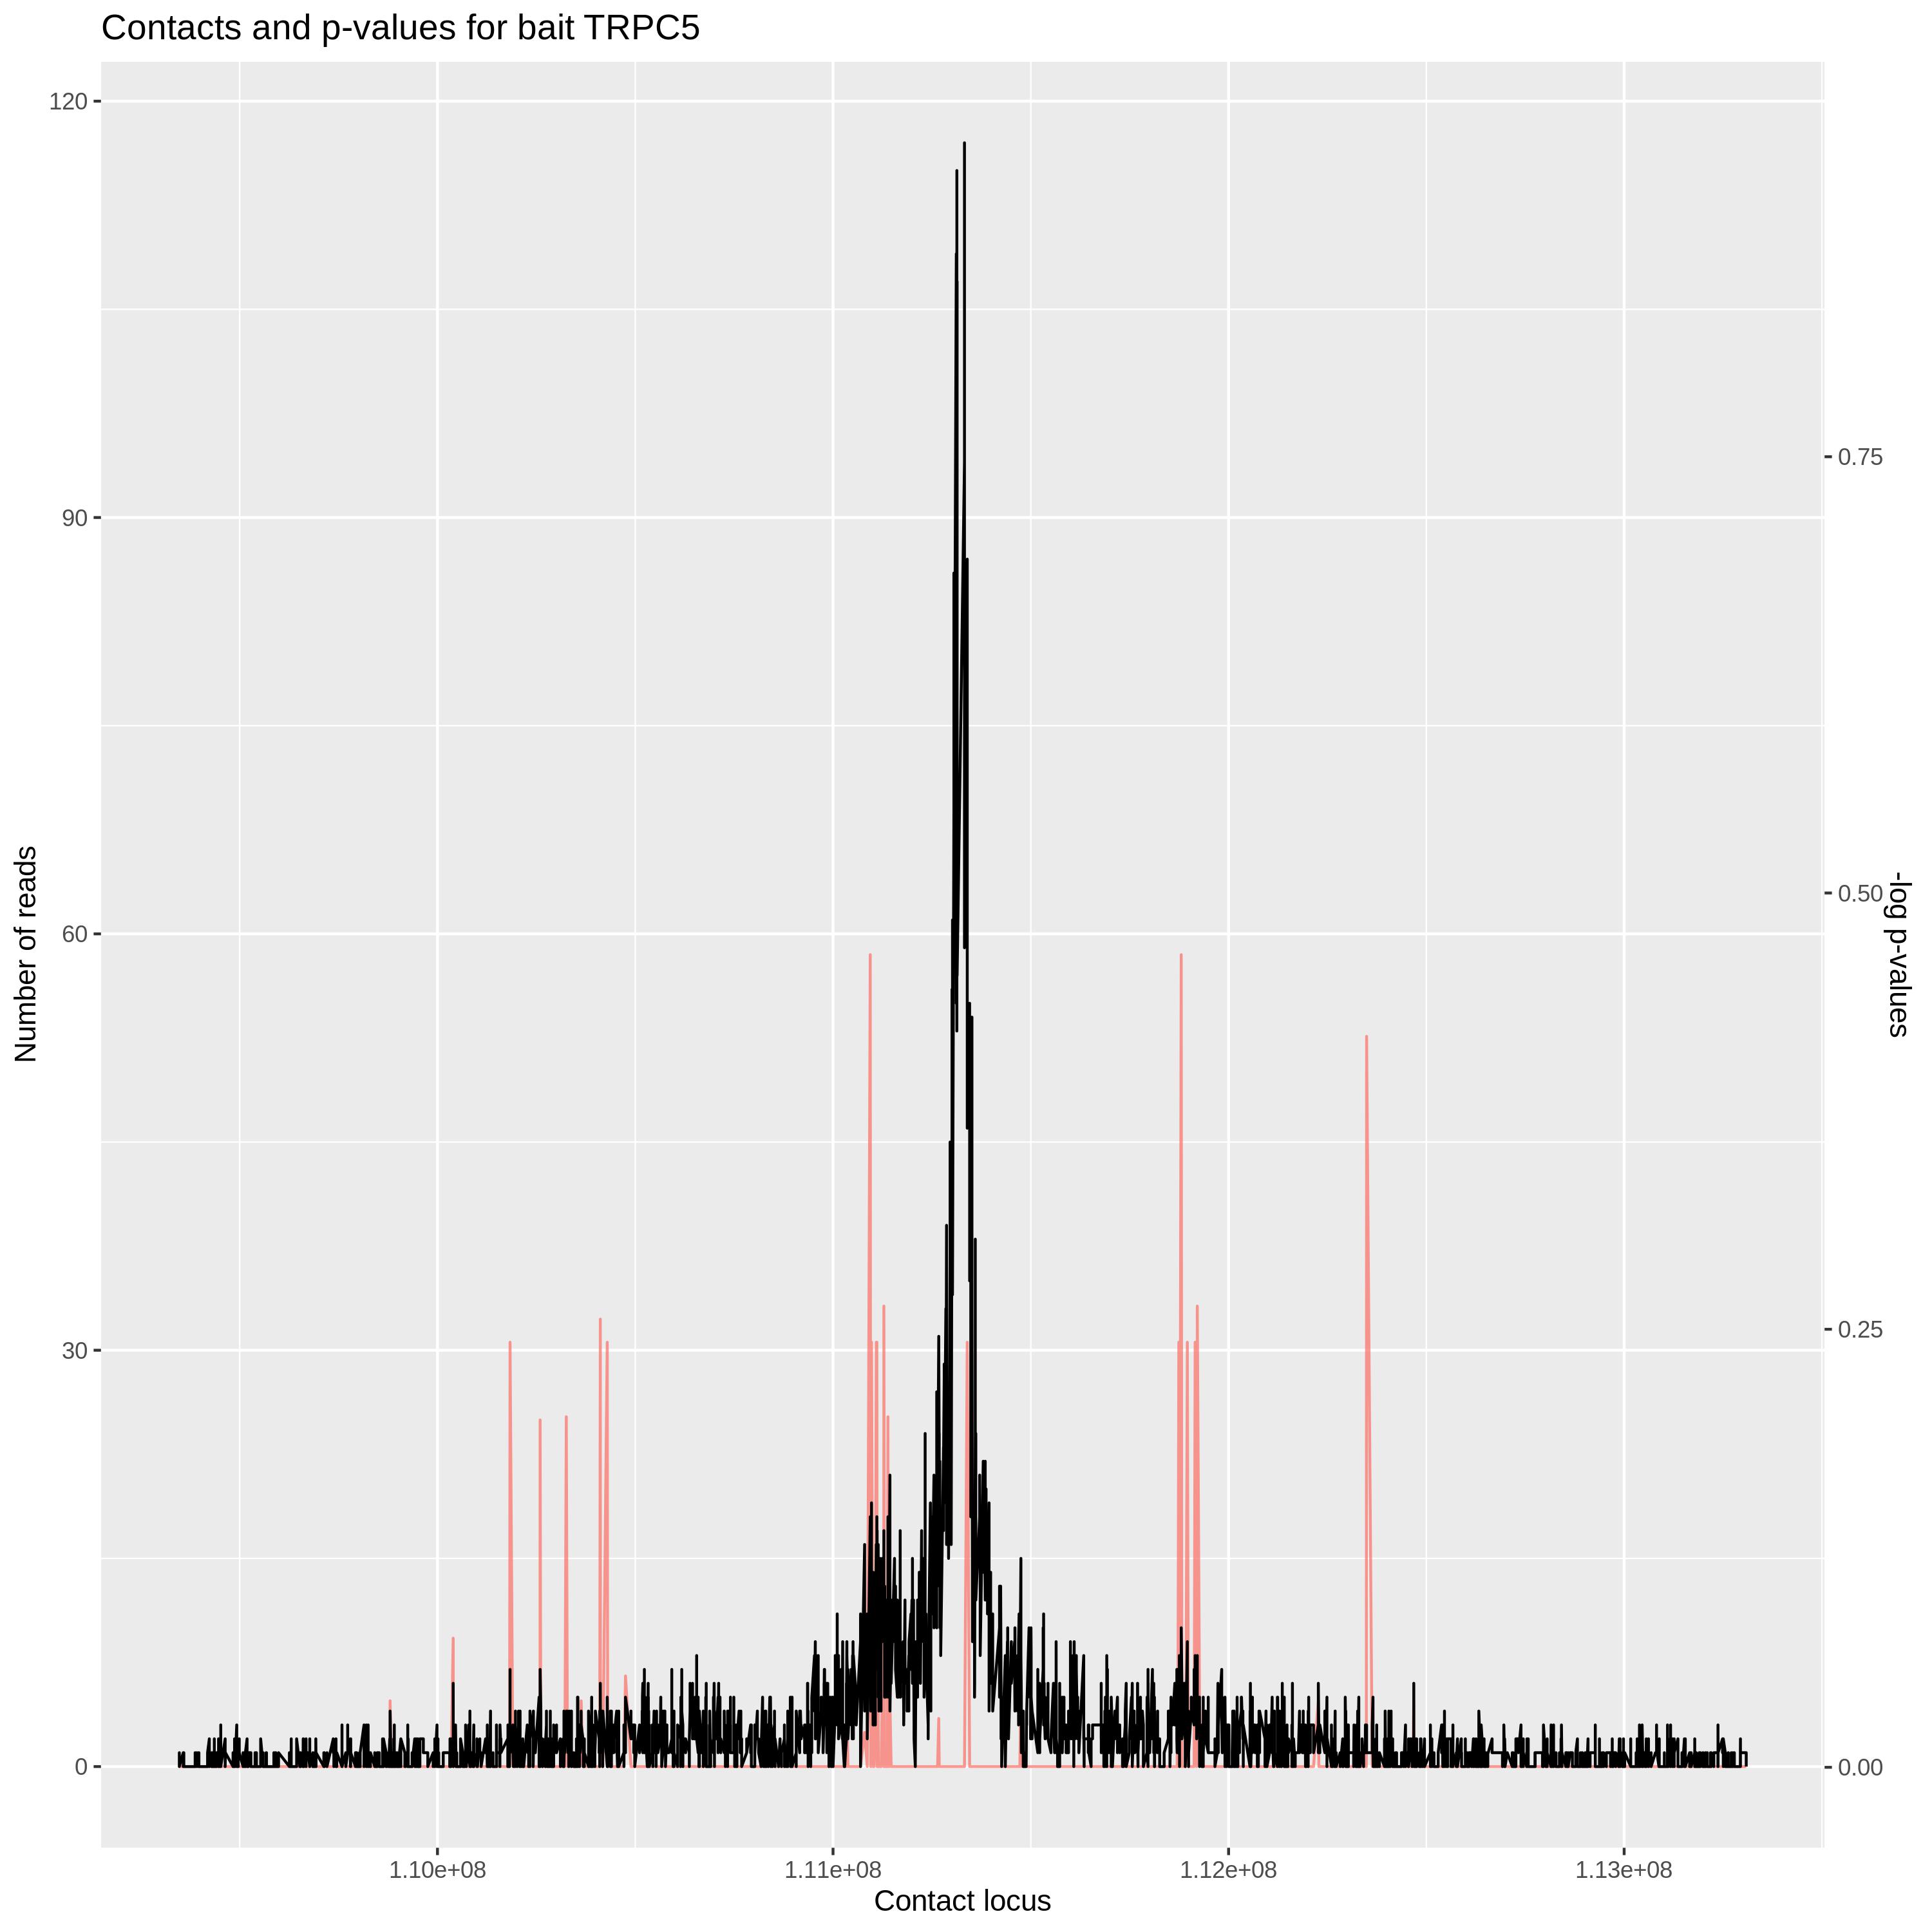 Contacts and p-values for bait TRPC5
120
90
60
30
0
Number of reads
0.75
0.50
0.25
0.00
-log p-values
1.10e+08
1.11e+08
1.12e+08
1.13e+08
Contact locus